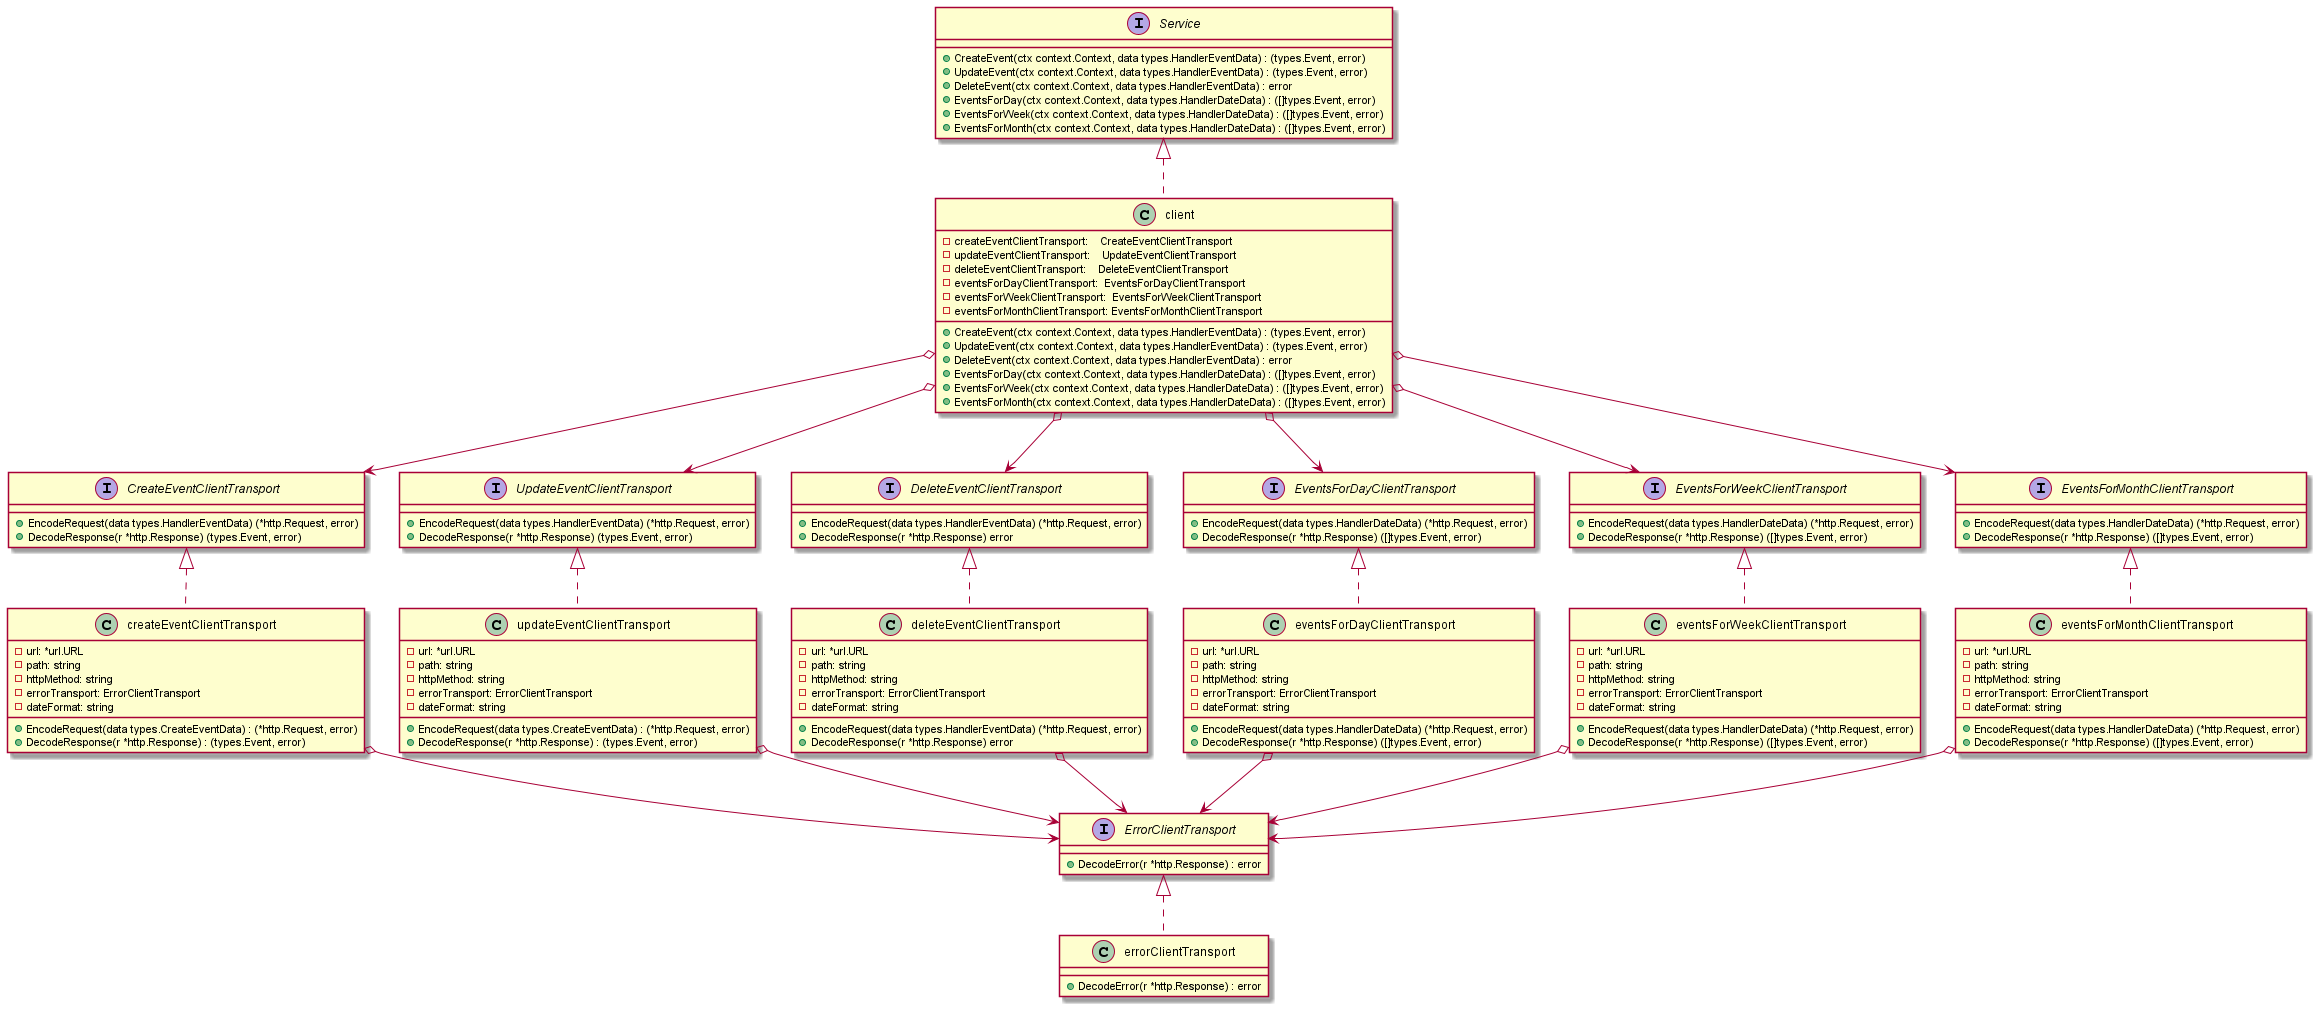 I Service
CreateEvent(ctx context.Context, data types.HandlerEventData) : (types.Event, error)
UpdateEvent(ctx context.Context, data types.HandlerEventData) : (types.Event, error)
DeleteEvent(ctx context.Context, data types.HandlerEventData) : error
EventsForDay(ctx context.Context, data types.HandlerDateData) : ([]types.Event, error)
EventsForWeek(ctx context.Context, data types.HandlerDateData) : ([]types.Event, error)
EventsForMonth(ctx context.Context, data types.HandlerDateData) : ([]types.Event, error)
C client
createEventClientTransport: CreateEventClientTransport
updateEventClientTransport: UpdateEventClientTransport
deleteEventClientTransport: DeleteEventClientTransport
eventsForDayClientTransport: EventsForDayClientTransport
eventsForWeekClientTransport: EventsForWeekClientTransport
eventsForMonthClientTransport: EventsForMonthClientTransport
CreateEvent(ctx context.Context, data types.HandlerEventData) : (types.Event, error)
UpdateEvent(ctx context.Context, data types.HandlerEventData) : (types.Event, error)
DeleteEvent(ctx context.Context, data types.HandlerEventData) : error
EventsForDay(ctx context.Context, data types.HandlerDateData) : ([]types.Event, error)
EventsForWeek(ctx context.Context, data types.HandlerDateData) : ([]types.Event, error)
EventsForMonth(ctx context.Context, data types.HandlerDateData) : ([]types.Event, error)
I CreateEventClientTransport
EncodeRequest(data types.HandlerEventData) (*http.Request, error)
DecodeResponse(r *http.Response) (types.Event, error)
I UpdateEventClientTransport
EncodeRequest(data types.HandlerEventData) (*http.Request, error)
DecodeResponse(r *http.Response) (types.Event, error)
I DeleteEventClientTransport
EncodeRequest(data types.HandlerEventData) (*http.Request, error)
DecodeResponse(r *http.Response) error
I EventsForDayClientTransport
EncodeRequest(data types.HandlerDateData) (*http.Request, error)
DecodeResponse(r *http.Response) ([]types.Event, error)
I EventsForWeekClientTransport
EncodeRequest(data types.HandlerDateData) (*http.Request, error)
DecodeResponse(r *http.Response) ([]types.Event, error)
I EventsForMonthClientTransport
EncodeRequest(data types.HandlerDateData) (*http.Request, error)
DecodeResponse(r *http.Response) ([]types.Event, error)
C createEventClientTransport
url: *url.URL
path: string
httpMethod: string
errorTransport: ErrorClientTransport
dateFormat: string
EncodeRequest(data types.CreateEventData) : (*http.Request, error)
DecodeResponse(r *http.Response) : (types.Event, error)
C updateEventClientTransport
url: *url.URL
path: string
httpMethod: string
errorTransport: ErrorClientTransport
dateFormat: string
EncodeRequest(data types.CreateEventData) : (*http.Request, error)
DecodeResponse(r *http.Response) : (types.Event, error)
C deleteEventClientTransport
url: *url.URL
path: string
httpMethod: string
errorTransport: ErrorClientTransport
dateFormat: string
EncodeRequest(data types.HandlerEventData) (*http.Request, error)
DecodeResponse(r *http.Response) error
C eventsForDayClientTransport
url: *url.URL
path: string
httpMethod: string
errorTransport: ErrorClientTransport
dateFormat: string
EncodeRequest(data types.HandlerDateData) (*http.Request, error)
DecodeResponse(r *http.Response) ([]types.Event, error)
C eventsForWeekClientTransport
url: *url.URL
path: string
httpMethod: string
errorTransport: ErrorClientTransport
dateFormat: string
EncodeRequest(data types.HandlerDateData) (*http.Request, error)
DecodeResponse(r *http.Response) ([]types.Event, error)
C eventsForMonthClientTransport
url: *url.URL
path: string
httpMethod: string
errorTransport: ErrorClientTransport
dateFormat: string
EncodeRequest(data types.HandlerDateData) (*http.Request, error)
DecodeResponse(r *http.Response) ([]types.Event, error)
I ErrorClientTransport
DecodeError(r *http.Response) : error
C errorClientTransport
DecodeError(r *http.Response) : error